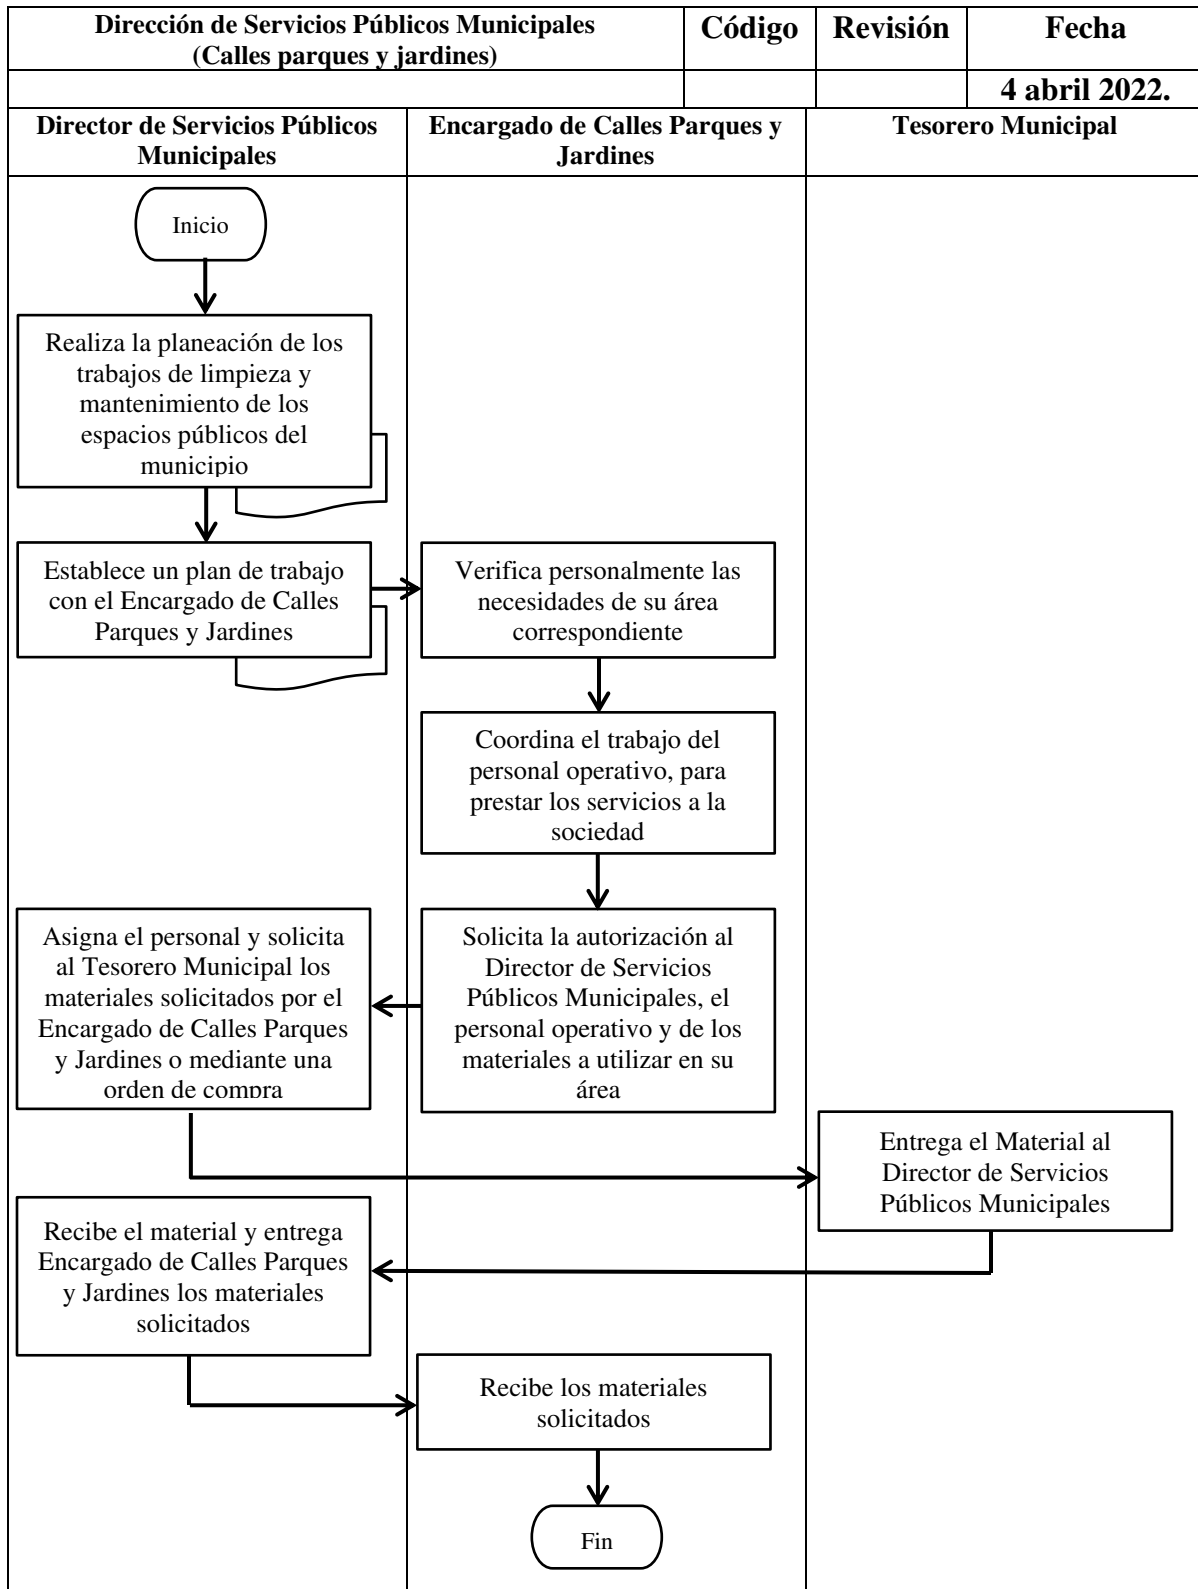 Dirección de Servicios Públicos Municipales
(Calles parques y jardines)
Código
Revisión
Fecha
4 abril 2022.
Director de Servicios Públicos
Municipales
Encargado de Calles Parques y
Jardines
Tesorero Municipal
Inicio
Realiza la planeación de los
trabajos de limpieza y
mantenimiento de los
espacios públicos del
municipio
Establece un plan de trabajo
con el Encargado de Calles
Parques y Jardines
Verifica personalmente las
necesidades de su área
correspondiente
Coordina el trabajo del
personal operativo, para
prestar los servicios a la
sociedad
Solicita la autorización al
Director de Servicios
Públicos Municipales, el
personal operativo y de los
materiales a utilizar en su
área
Asigna el personal y solicita
al Tesorero Municipal los
materiales solicitados por el
Encargado de Calles Parques
y Jardines o mediante una
orden de compra
Entrega el Material al
Director de Servicios
Públicos Municipales
Recibe el material y entrega
Encargado de Calles Parques
y Jardines los materiales
solicitados
Recibe los materiales
solicitados
Fin